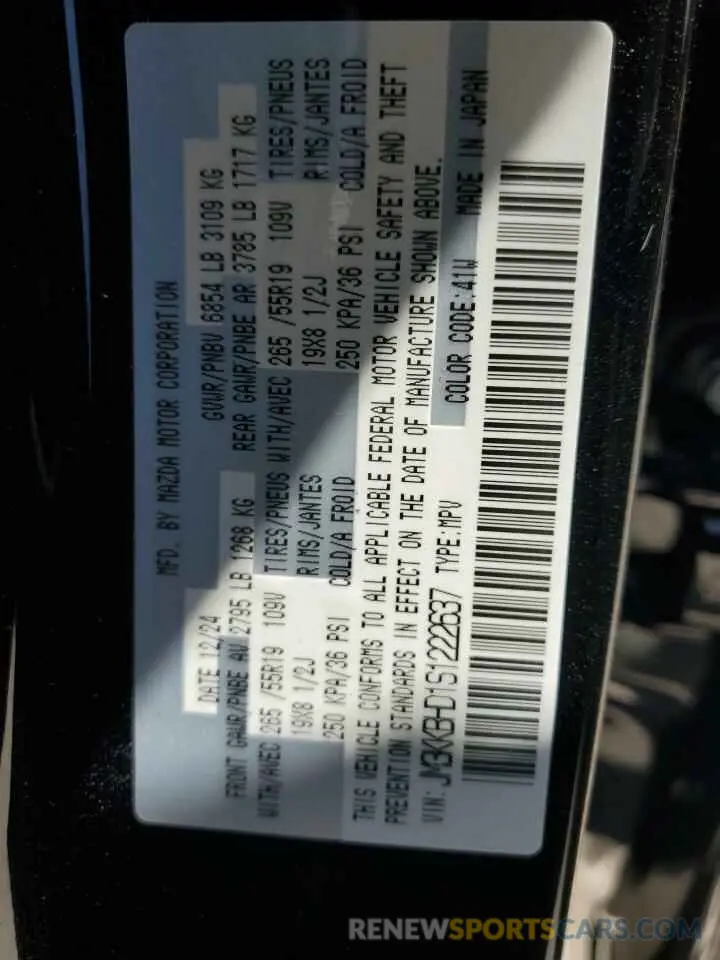 MFD. BY MAZDA MOTOR CORPORATION
DATE 12/24 GVWR/PNBV 6854 LB 3109 KG
FRONT GAWR/PNBE AV 2795 LB 1268 KG REAR GAWR/PNBE AR 3785 LB 1717 KG
WITH/AVEC 265 /55R19 109V TIRES/PNEUS WITH/AVEC 265 /55R19 109V TIRES/PNEUS
19X8 1/2J RIMS/JANTES 19X8 1/2J RIMS/JANTES
250 KPA/36 PSI COLD/A FROID 250 KPA/36 PSI COLD/A FROID
THIS VEHICLE CONFORMS TO ALL APPLICABLE FEDERAL MOTOR VEHICLE SAFETY AND THEFT
PREVENTION STANDARDS IN EFFECT ON THE DATE OF MANUFACTURE SHOWN ABOVE.
VIN: JM3KKBHD1S1222637 TYPE:MPV COLOR CODE:41W MADE IN JAPAN
RENEWSPORTSCARS.COM